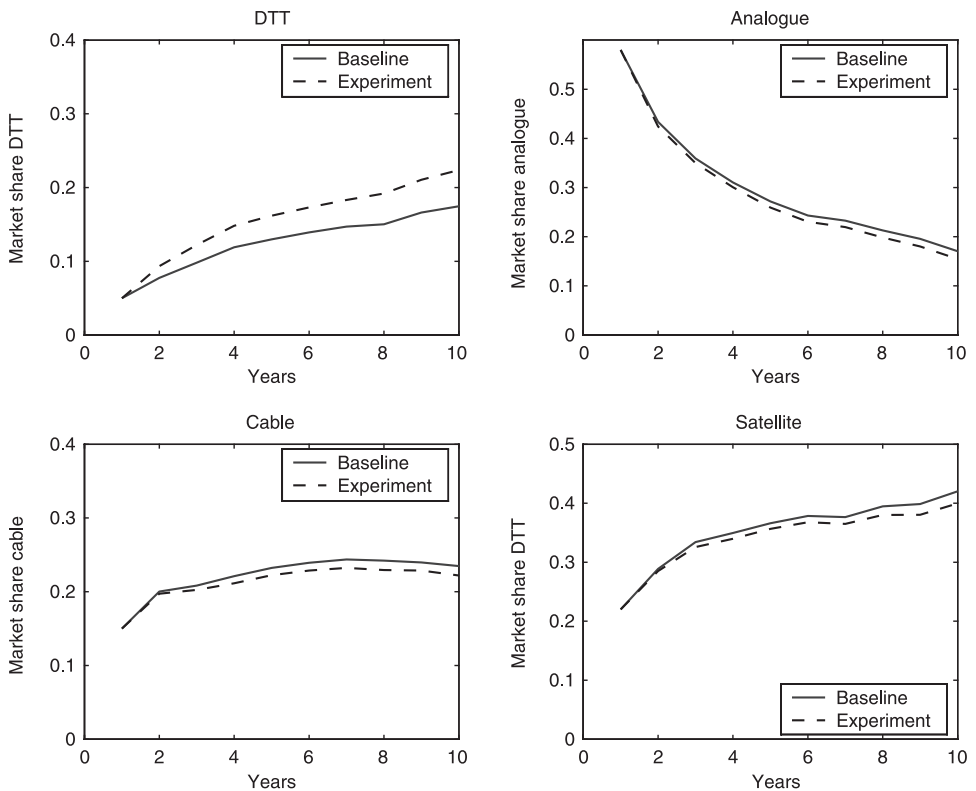 DTT
0.4
0.3
0.2
0.1
0
Market share DTT
Baseline
Experiment
0 2 4 6 8 10
Years
Analogue
0.5
0.4
0.3
0.2
0.1
0
Market share analogue
Baseline
Experiment
0 2 4 6 8 10
Years
Cable
0.4
0.3
0.2
0.1
0
Market share cable
Baseline
Experiment
0 2 4 6 8 10
Years
Satellite
0.5
0.4
0.3
0.2
0.1
0
Market share DTT
Baseline
Experiment
0 2 4 6 8 10
Years